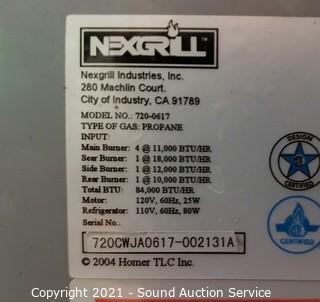 NEXGRILL™
Nexgrill Industries, Inc.
280 Machlin Court.
City of Industry, CA 91789
MODEL NO.: 720-0617
TYPE OF GAS: PROPANE
INPUT:
Main Burner: 4 @ 11,000 BTU/HR
Sear Burner: 1 @ 18,000 BTU/HR
Side Burner: 1 @ 12,000 BTU/HR
Rear Burner: 1 @ 10,000 BTU/HR
Total BTU: 84,000 BTU/HR
Motor: 120V, 60Hz, 25W
Refrigerator: 110V, 60Hz, 80W
Serial No..
720CWJA0617-002131A
© 2004 Homer TLC Inc.
DESIGN
CERTIFIED
CERTIFIED
Copyright 2021 - Sound Auction Service